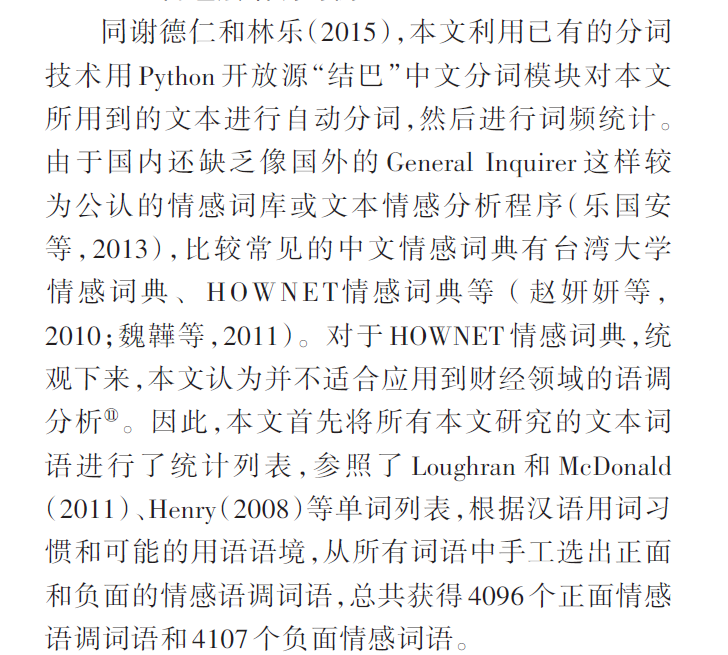 同谢德仁和林乐(2015),本文利用已有的分词
技术用Python开放源“结巴”中文分词模块对本文
所用到的文本进行自动分词,然后进行词频统计。
由于国内还缺乏像国外的General Inquirer这样较
为公认的情感词库或文本情感分析程序(乐国安
等,2013),比较常见的中文情感词典有台湾大学
情感词典、HOWNET情感词典等(赵妍妍等,
2010;魏韡等,2011)。对于HOWNET情感词典,统
观下来,本文认为并不适合应用到财经领域的语调
分析⑪。因此,本文首先将所有本文研究的文本词
语进行了统计列表,参照了Loughran和McDonald
(2011)、Henry(2008)等单词列表,根据汉语用词习
惯和可能的用语语境,从所有词语中手工选出正面
和负面的情感语调词语,总共获得4096个正面情感
语调词语和4107个负面情感词语。